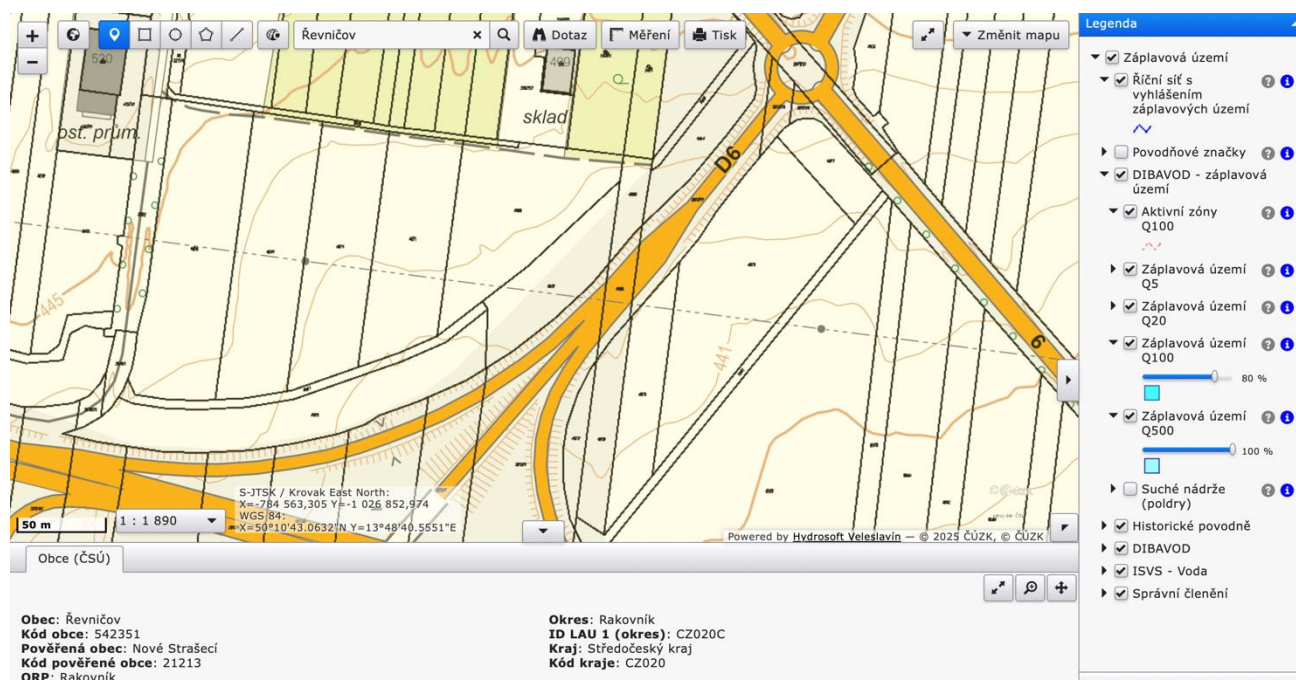 +
−
Řevničov
×
Dotaz
Měření
Tisk
Změnit mapu
520
499
ost. prům.
sklad
D6
6
445
441
50 m
1 : 1 890
S-JTSK / Krovak East North:
X=-784 563,305 Y=-1 026 852,974
WGS 84:
X=50°10'43.0632"N Y=13°48'40.5551"E
Powered by Hydrosoft Veleslavín — © 2025 ČÚZK, © ČÚZK
Legenda
Záplavová území
Říční síť s
vyhlášením
záplavových území
Povodňové značky
DIBAVOD - záplavová
území
Aktivní zóny
Q100
Záplavová území
Q5
Záplavová území
Q20
Záplavová území
Q100
80 %
Záplavová území
Q500
100 %
Suché nádrže
(poldry)
Historické povodně
DIBAVOD
ISVS - Voda
Správní členění
Obce (ČSÚ)
Obec: Řevničov
Kód obce: 542351
Pověřená obec: Nové Strašecí
Kód pověřené obce: 21213
ORP: Rakovník
Okres: Rakovník
ID LAU 1 (okres): CZ020C
Kraj: Středočeský kraj
Kód kraje: CZ020